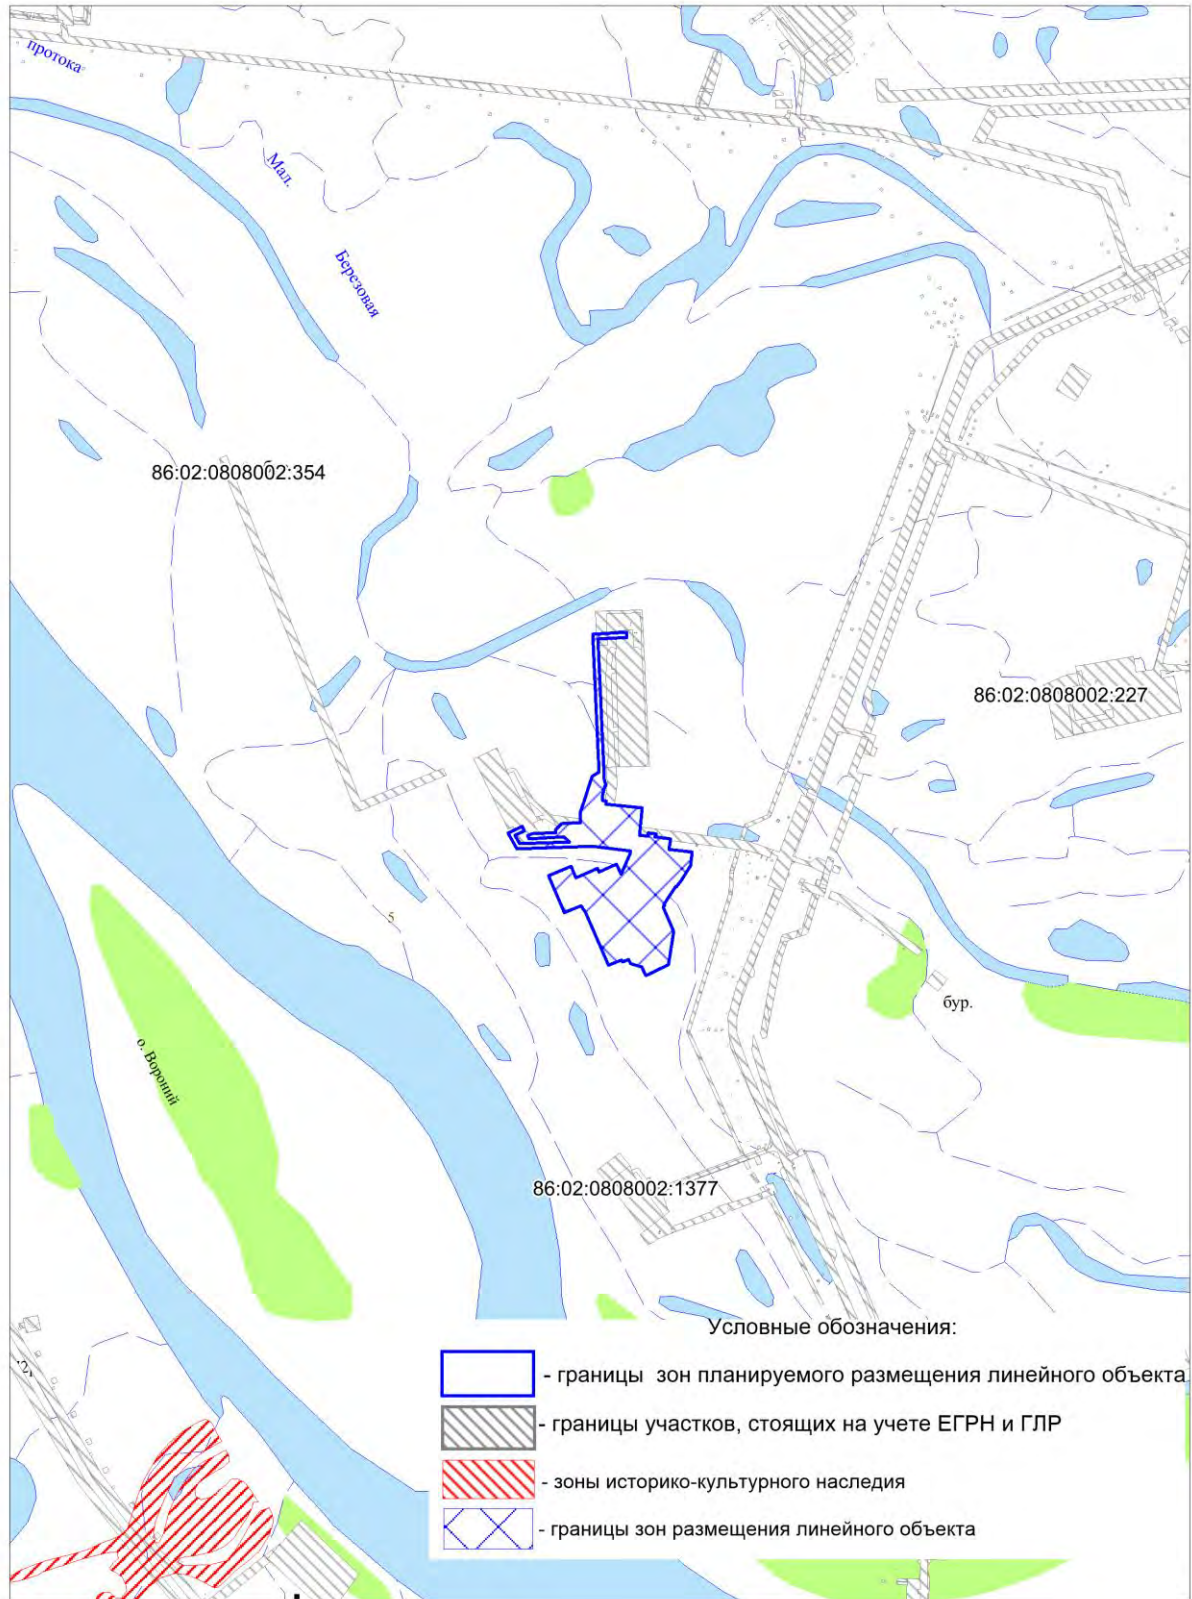 протока
Мал.
Березовая
86:02:0808002:354
86:02:0808002:227
5
о. Вороний
бур.
86:02:0808002:1377
Условные обозначения:
- границы зон планируемого размещения линейного объекта
- границы участков, стоящих на учете ЕГРН и ГЛР
- зоны историко-культурного наследия
- границы зон размещения линейного объекта